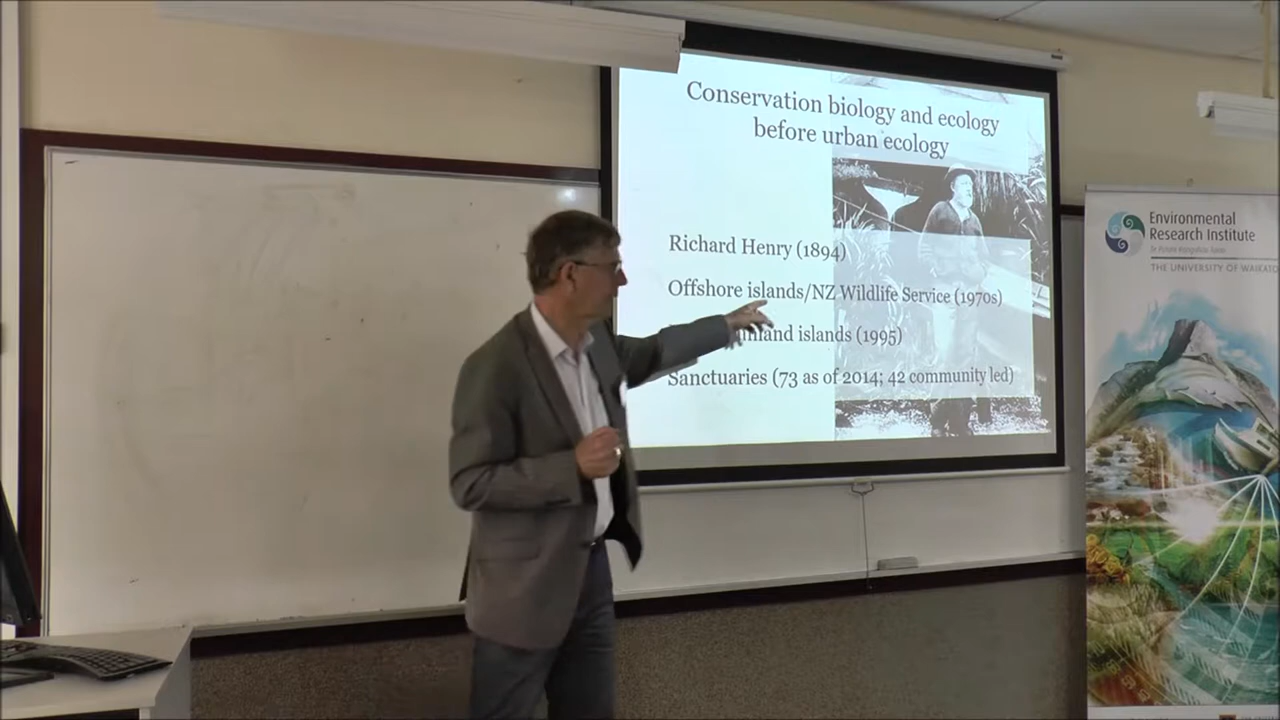 Conservation biology and ecology
before urban ecology
Richard Henry (1894)
Offshore islands/NZ Wildlife Service (1970s)
islands (1995)
Sanctuaries (73 as of 2014; 42 community led)
Environmental
Research Institute
THE UNIVERSITY OF WAIKATO